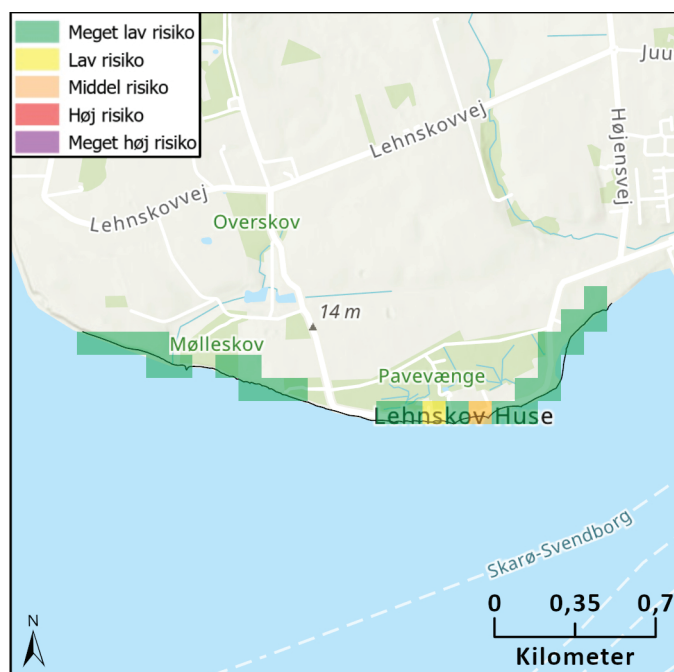 Meget lav risiko
Lav risiko
Middel risiko
Høj risiko
Meget høj risiko
Juu
Lehnskovvej
Højensvej
Lehnskovvej
Overskov
14 m
Mølleskov
Pavevænge
Lehnskov Huse
Skarø-Svendborg
N
0 0,35 0,7
Kilometer